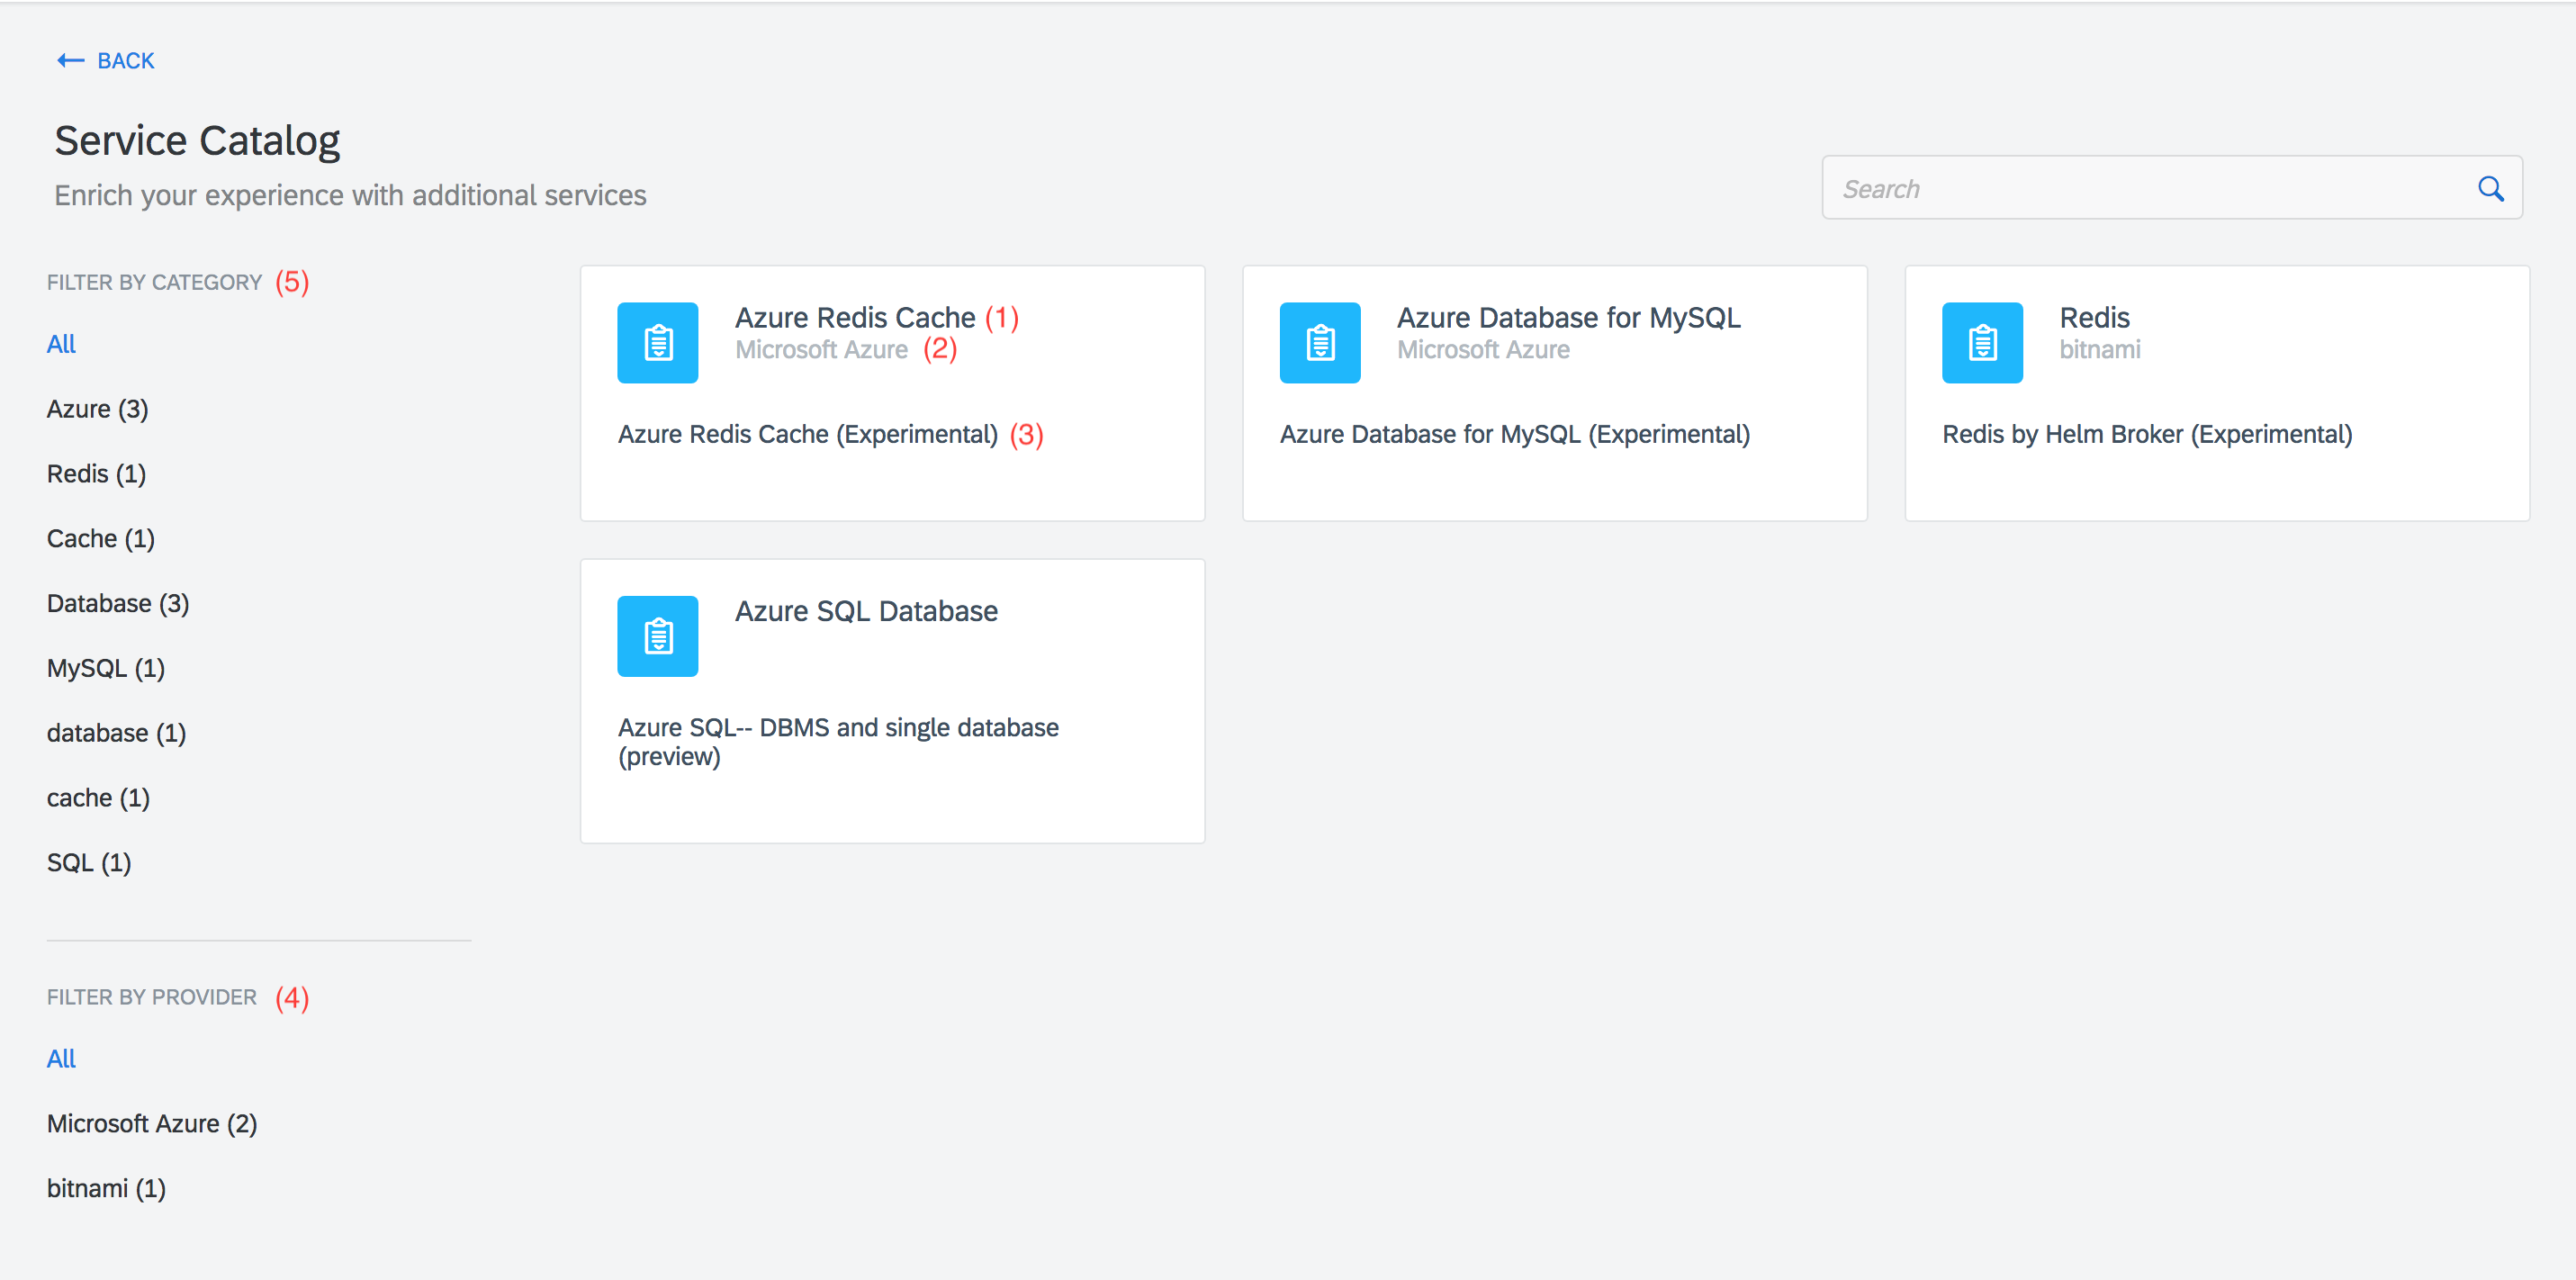 BACK
Service Catalog
Enrich your experience with additional services
Search
FILTER BY CATEGORY (5)
All
Azure (3)
Redis (1)
Cache (1)
Database (3)
MySQL (1)
database (1)
cache (1)
SQL (1)
FILTER BY PROVIDER (4)
All
Microsoft Azure (2)
bitnami (1)
Azure Redis Cache (1)
Microsoft Azure (2)
Azure Redis Cache (Experimental) (3)
Azure Database for MySQL
Microsoft Azure
Azure Database for MySQL (Experimental)
Redis
bitnami
Redis by Helm Broker (Experimental)
Azure SQL Database
Azure SQL-- DBMS and single database
(preview)